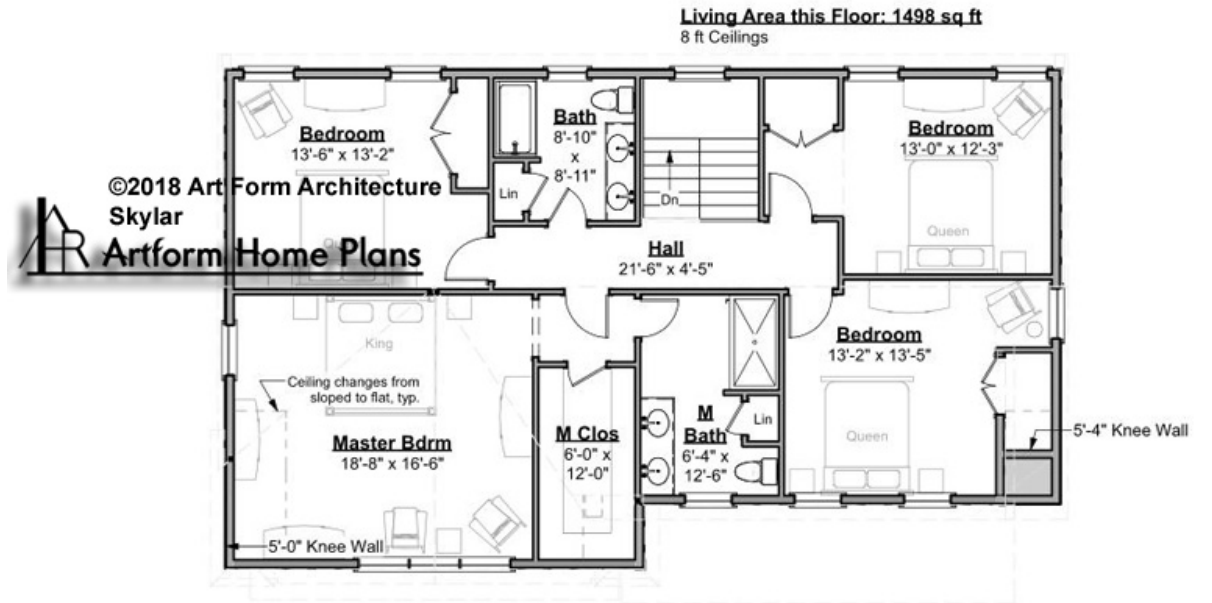 Living Area this Floor: 1498 sq ft
8 ft Ceilings
Bedroom
13'-6" x 13'-2"
Bath
8'-10"
x
8'-11"
Lin
Dn
Bedroom
13'-0" x 12'-3"
Queen
©2018 Art Form Architecture
Skylar
AHR Artform Home Plans
Hall
21'-6" x 4'-5"
King
Ceiling changes from
sloped to flat, typ.
Master Bdrm
18'-8" x 16'-6"
5'-0" Knee Wall
M Clos
6'-0" x
12'-0"
M
Bath
6'-4" x
12'-6"
Lin
Bedroom
13'-2" x 13'-5"
Queen
5'-4" Knee Wall